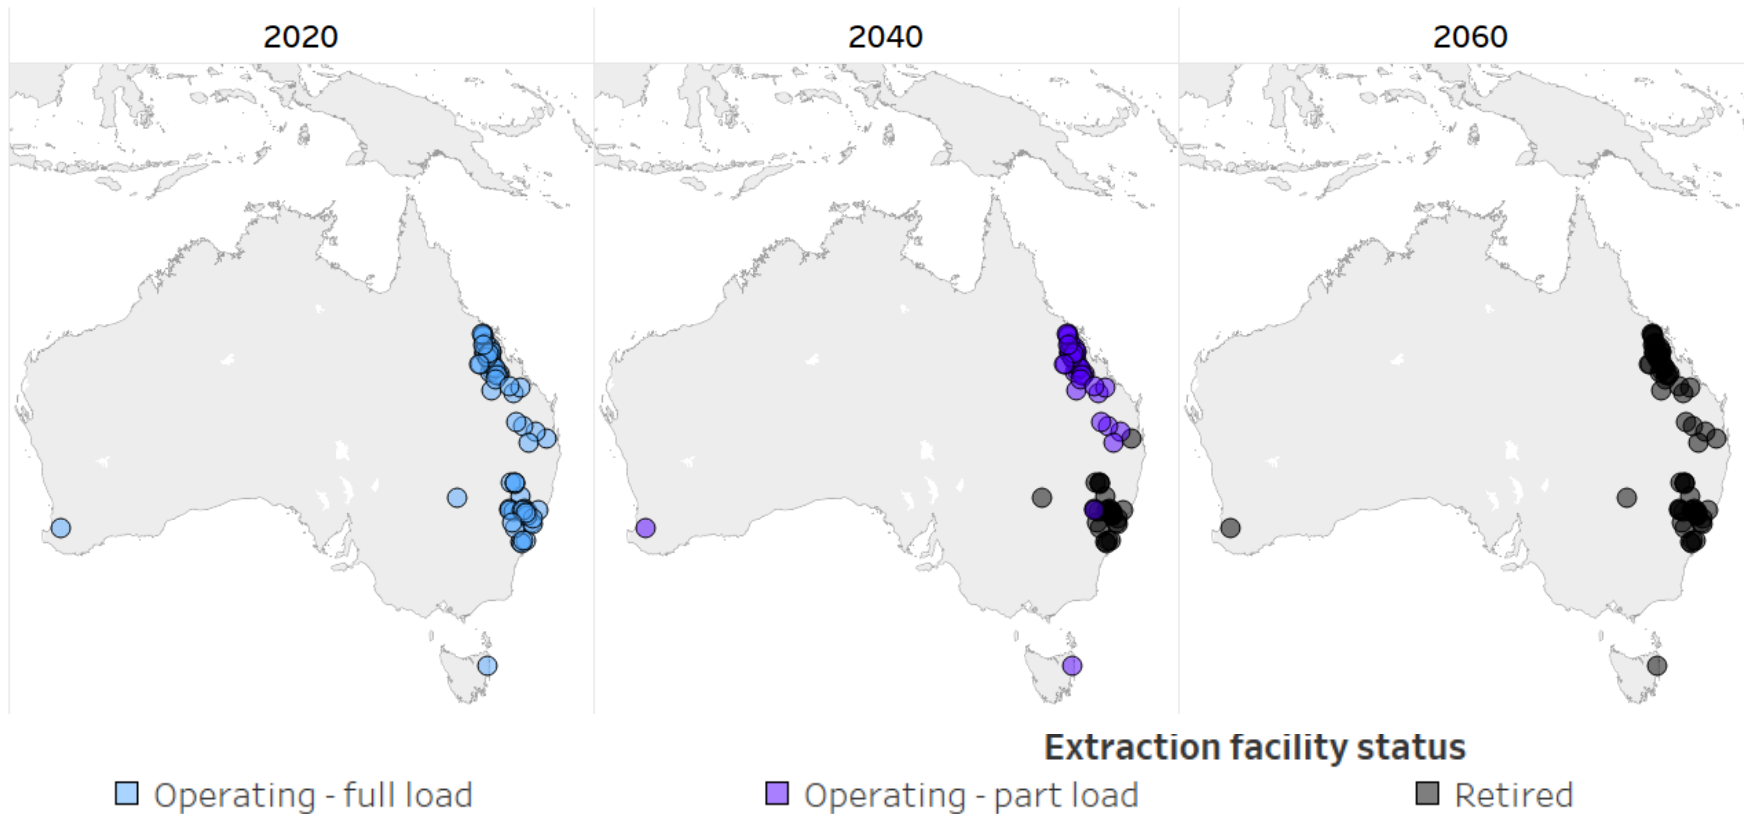 2020 2040 2060
Extraction facility status
Operating - full load Operating - part load Retired